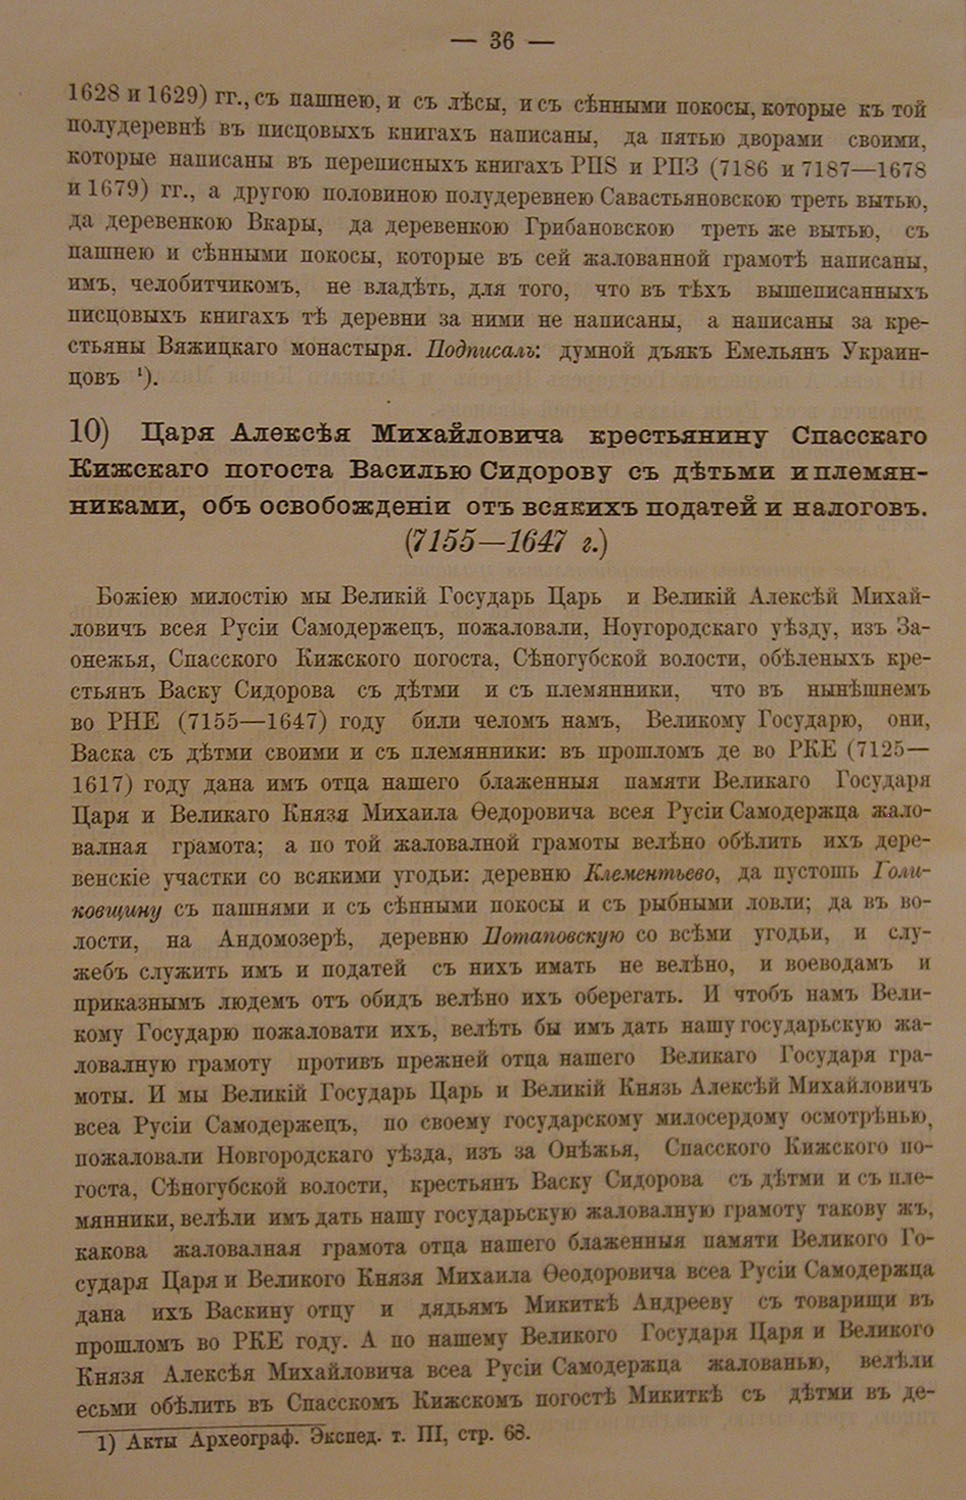 — 36 —
1628 и 1629) гг., съ пашнею, и съ лѣсы, и съ сѣнными покосы, которые къ той
полудеревнѣ въ писцовыхъ книгахъ написаны, да пятью дворами своими,
которые написаны въ переписныхъ книгахъ РП8 и РПЗ (7186 и 7187—1678
и 1679) гг., а другою половиною полудеревнею Савастьяновскою треть вытью,
да деревенкою Вкары, да деревенкою Грибановскою треть же вытью, съ
пашнею и сѣнными покосы, которые въ сей жалованной грамотѣ написаны,
имъ, челобитчикомъ, не владѣть, для того, что въ тѣхъ вышеписанныхъ
писцовыхъ книгахъ тѣ деревни за ними не написаны, а написаны за кре-
стьяны Вяжицкаго монастыря. Подписалъ: думной дъякъ Емельянъ Украин-
цовъ ¹).
10) Царя Алексѣя Михайловича крестьянину Спасскаго
Кижскаго погоста Василью Сидорову съ дѣтьми и племян-
никами, объ освобожденіи отъ всякихъ податей и налоговъ.
(7155—1647 г.)
Божіею милостію мы Великій Государь Царь и Великій Алексѣй Михай-
ловичъ всея Русіи Самодержецъ, пожаловали, Ноугородскаго уѣзду, изъ За-
онежья, Спасского Кижского погоста, Сѣногубской волости, обѣленыхъ кре-
стьянъ Васку Сидорова съ дѣтми и съ племянники, что въ нынѣшнемъ
во РНЕ (7155—1647) году били челомъ намъ, Великому Государю, они,
Васка съ дѣтми своими и съ племянники: въ прошломъ де во РКЕ (7125—
1617) году дана имъ отца нашего блаженныя памяти Великаго Государя
Царя и Великаго Князя Михаила Ѳедоровича всея Русіи Самодержца жало-
валная грамота; а по той жаловалной грамоты велѣно обѣлить ихъ дере-
венскіе участки со всякими угодьи: деревню Клементьево, да пустошь Голи-
ковщину съ пашнями и съ сѣнными покосы и съ рыбными ловли; да въ во-
лости, на Андомозерѣ, деревню Потаповскую со всѣми угодьи, и слу-
жебъ служить имъ и податей съ нихъ имать не велѣно, и воеводамъ и
приказнымъ людемъ отъ обидъ велѣно ихъ оберегать. И чтобъ намъ Вели-
кому Государю пожаловати ихъ, велѣть бы имъ дать нашу государьскую жа-
ловалную грамоту противъ прежней отца нашего Великаго Государя гра-
моты. И мы Великій Государь Царь и Великій Князь Алексѣй Михайловичъ
всеа Русіи Самодержецъ, по своему государскому милосердому осмотрѣнью,
пожаловали Новгородскаго уѣзда, изъ за Онѣжья, Спасского Кижского по-
госта, Сѣногубской волости, крестьянъ Васку Сидорова съ дѣтми и съ пле-
мянники, велѣли имъ дать нашу государьскую жаловалную грамоту такову жъ,
какова жаловалная грамота отца нашего блаженныя памяти Великого Го-
сударя Царя и Великого Князя Михаила Ѳеодоровича всеа Русіи Самодержца
дана ихъ Васкину отцу и дядьямъ Микиткѣ Андрееву съ товарищи въ
прошломъ во РКЕ году. А по нашему Великого Государя Царя и Великого
Князя Алексѣя Михайловича всеа Русіи Самодержца жалованью, велѣли
есьми обѣлить въ Спасскомъ Кижскомъ погостѣ Микиткѣ съ дѣтми въ де-
1) Акты Археограф. Экспед. т. III, стр. 63.